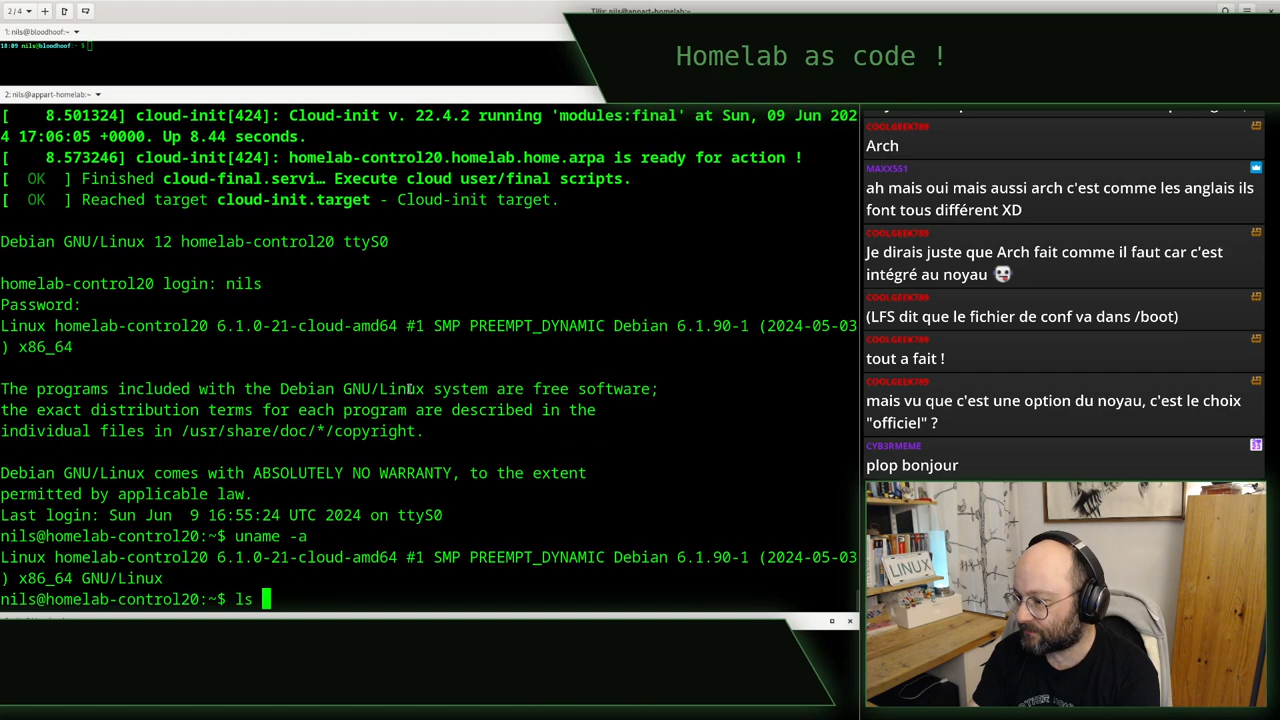 2 / 4
Tilix: nils@appart-homelab:~
1: nils@bloodhoof:~
18:09 nils@bloodhoof:~ $
Homelab as code !
2: nils@appart-homelab:~
[    8.501324] cloud-init[424]: Cloud-init v. 22.4.2 running 'modules:final' at Sun, 09 Jun 202
4 17:06:05 +0000. Up 8.44 seconds.
[    8.573246] cloud-init[424]: homelab-control20.homelab.home.arpa is ready for action !
[  OK  ] Finished cloud-final.servi… Execute cloud user/final scripts.
[  OK  ] Reached target cloud-init.target - Cloud-init target.
Debian GNU/Linux 12 homelab-control20 ttyS0
homelab-control20 login: nils
Password:
Linux homelab-control20 6.1.0-21-cloud-amd64 #1 SMP PREEMPT_DYNAMIC Debian 6.1.90-1 (2024-05-03
) x86_64
The programs included with the Debian GNU/Linux system are free software;
the exact distribution terms for each program are described in the
individual files in /usr/share/doc/*/copyright.
Debian GNU/Linux comes with ABSOLUTELY NO WARRANTY, to the extent
permitted by applicable law.
Last login: Sun Jun  9 16:55:24 UTC 2024 on ttyS0
nils@homelab-control20:~$ uname -a
Linux homelab-control20 6.1.0-21-cloud-amd64 #1 SMP PREEMPT_DYNAMIC Debian 6.1.90-1 (2024-05-03
) x86_64 GNU/Linux
nils@homelab-control20:~$ ls
COOLGEEK789
Arch
MAXX551
ah mais oui mais aussi arch c'est comme les anglais ils
font tous différent XD
COOLGEEK789
Je dirais juste que Arch fait comme il faut car c'est
intégré au noyau
COOLGEEK789
(LFS dit que le fichier de conf va dans /boot)
COOLGEEK789
tout a fait !
COOLGEEK789
mais vu que c'est une option du noyau, c'est le choix
"officiel" ?
CYB3RMEME
plop bonjour
LINUX